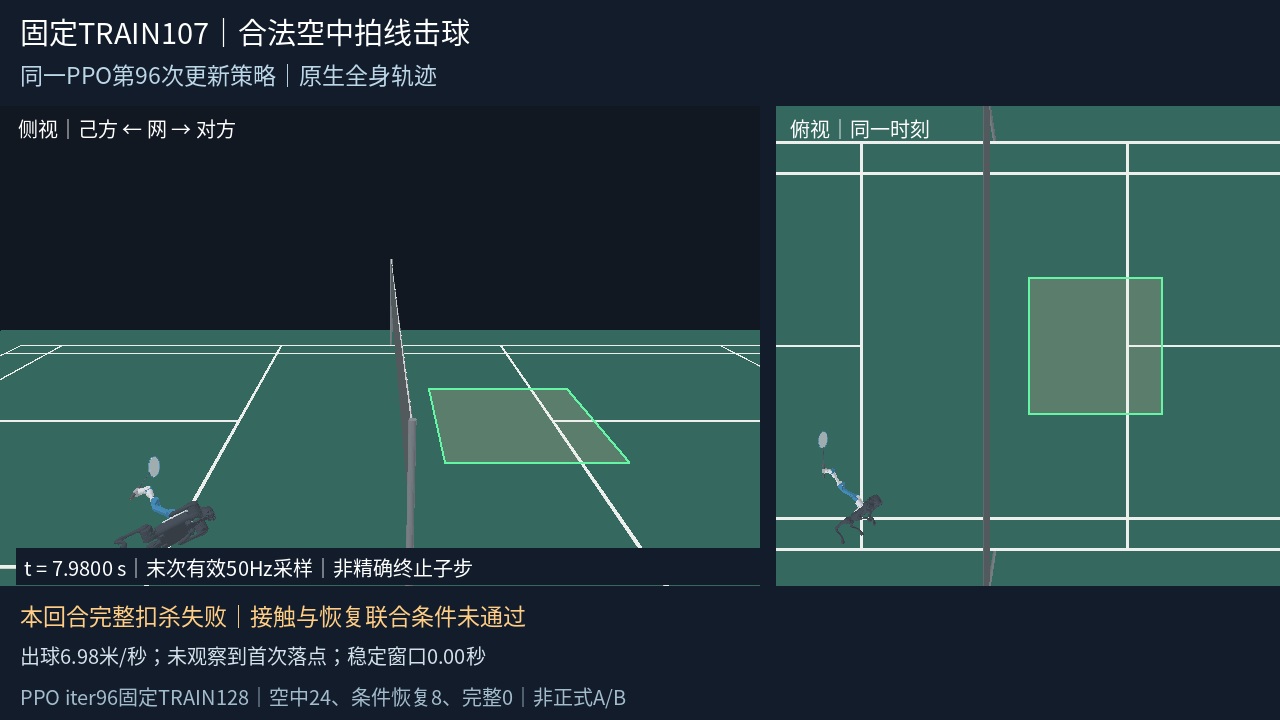 固定TRAIN107｜合法空中拍线击球
同一PPO第96次更新策略｜原生全身轨迹
侧视｜己方 ← 网 → 对方
俯视｜同一时刻
t = 7.9800 s｜末次有效50Hz采样｜非精确终止子步
本回合完整扣杀失败｜接触与恢复联合条件未通过
出球6.98米/秒；未观察到首次落点；稳定窗口0.00秒
PPO iter96固定TRAIN128｜空中24、条件恢复8、完整0｜非正式A/B